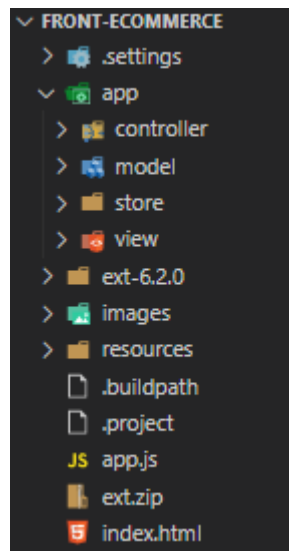 FRONT-ECOMMERCE
.settings
app
controller
model
store
view
ext-6.2.0
images
resources
.buildpath
.project
JS app.js
ext.zip
5 index.html